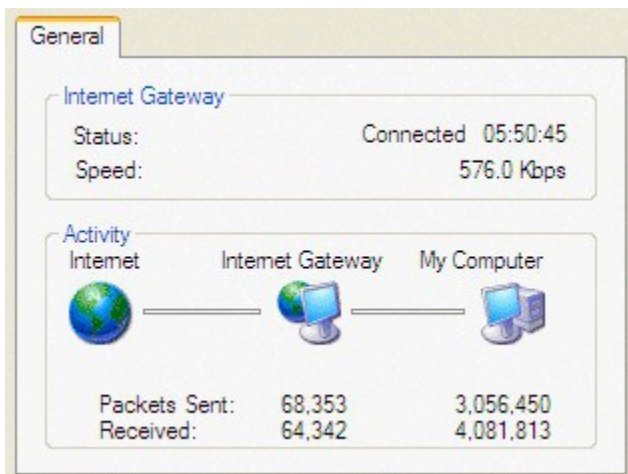 General
Internet Gateway
Status: Connected 05:50:45
Speed: 576.0 Kbps
Activity
Internet Internet Gateway My Computer
Packets Sent: 68,353 3,056,450
Received: 64,342 4,081,813